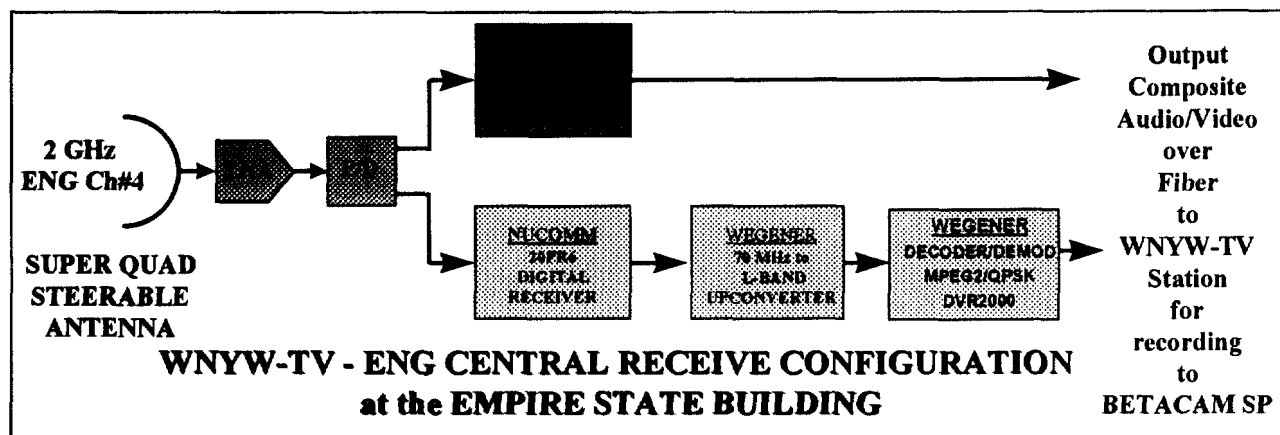 2 GHz
ENG Ch#4
SUPER QUAD
STEERABLE
ANTENNA
NUCOMM
DIGITAL
RECEIVER
WEGENER
70 MHz to
L-BAND
UPCONVERTER
WEGENER
DECODER/DEMOD
MPEG2/QPSK
DVR2000
Output
Composite
Audio/Video
over
Fiber
to
WNYW-TV
Station
for
recording
to
BETACAM SP
WNYW-TV - ENG CENTRAL RECEIVE CONFIGURATION
at the EMPIRE STATE BUILDING